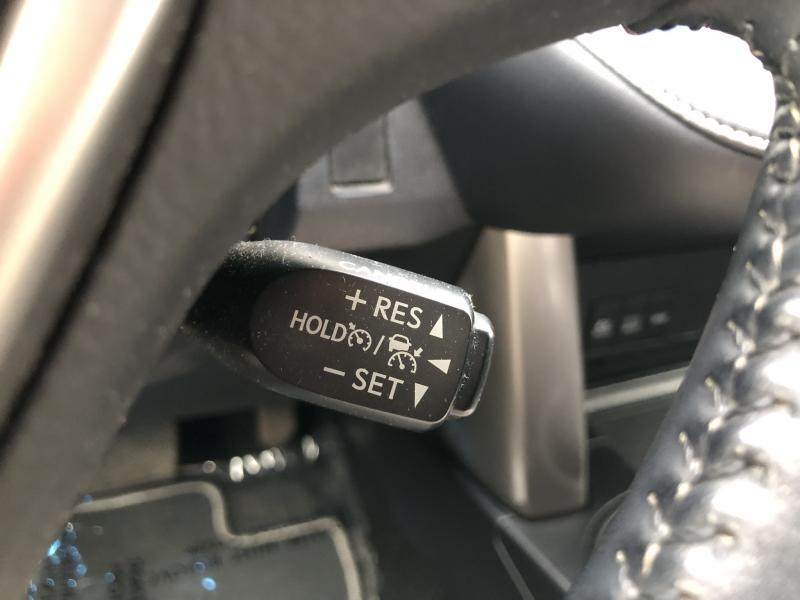 + RES
HOLD /
− SET